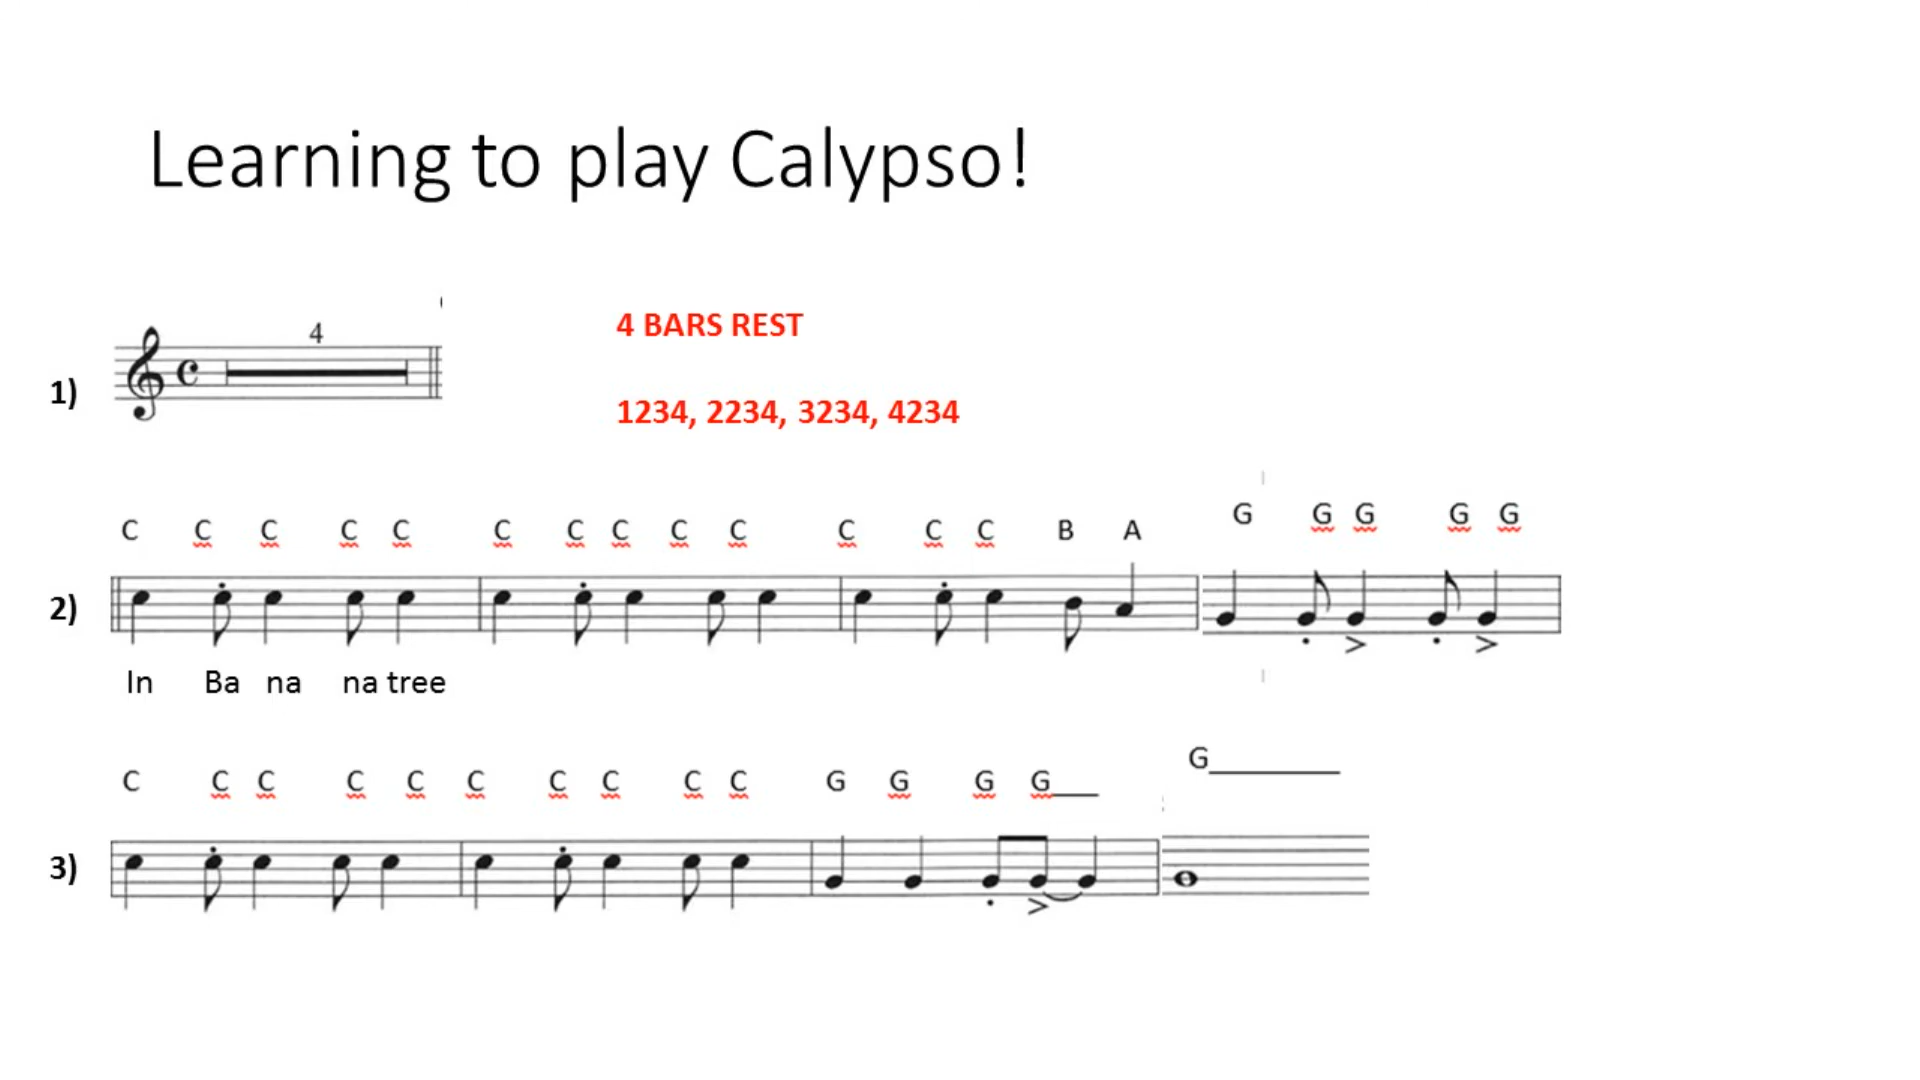 Learning to play Calypso!
4 BARS REST
4
1)
1234, 2234, 3234, 4234
C C C C C C C C C C C C C B A G G G G G
2)
In Ba na na tree
C C C C C C C C C C G G G G___ G________
3)